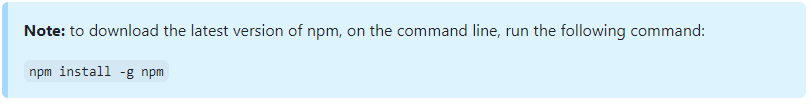 Note: to download the latest version of npm, on the command line, run the following command:
npm install -g npm